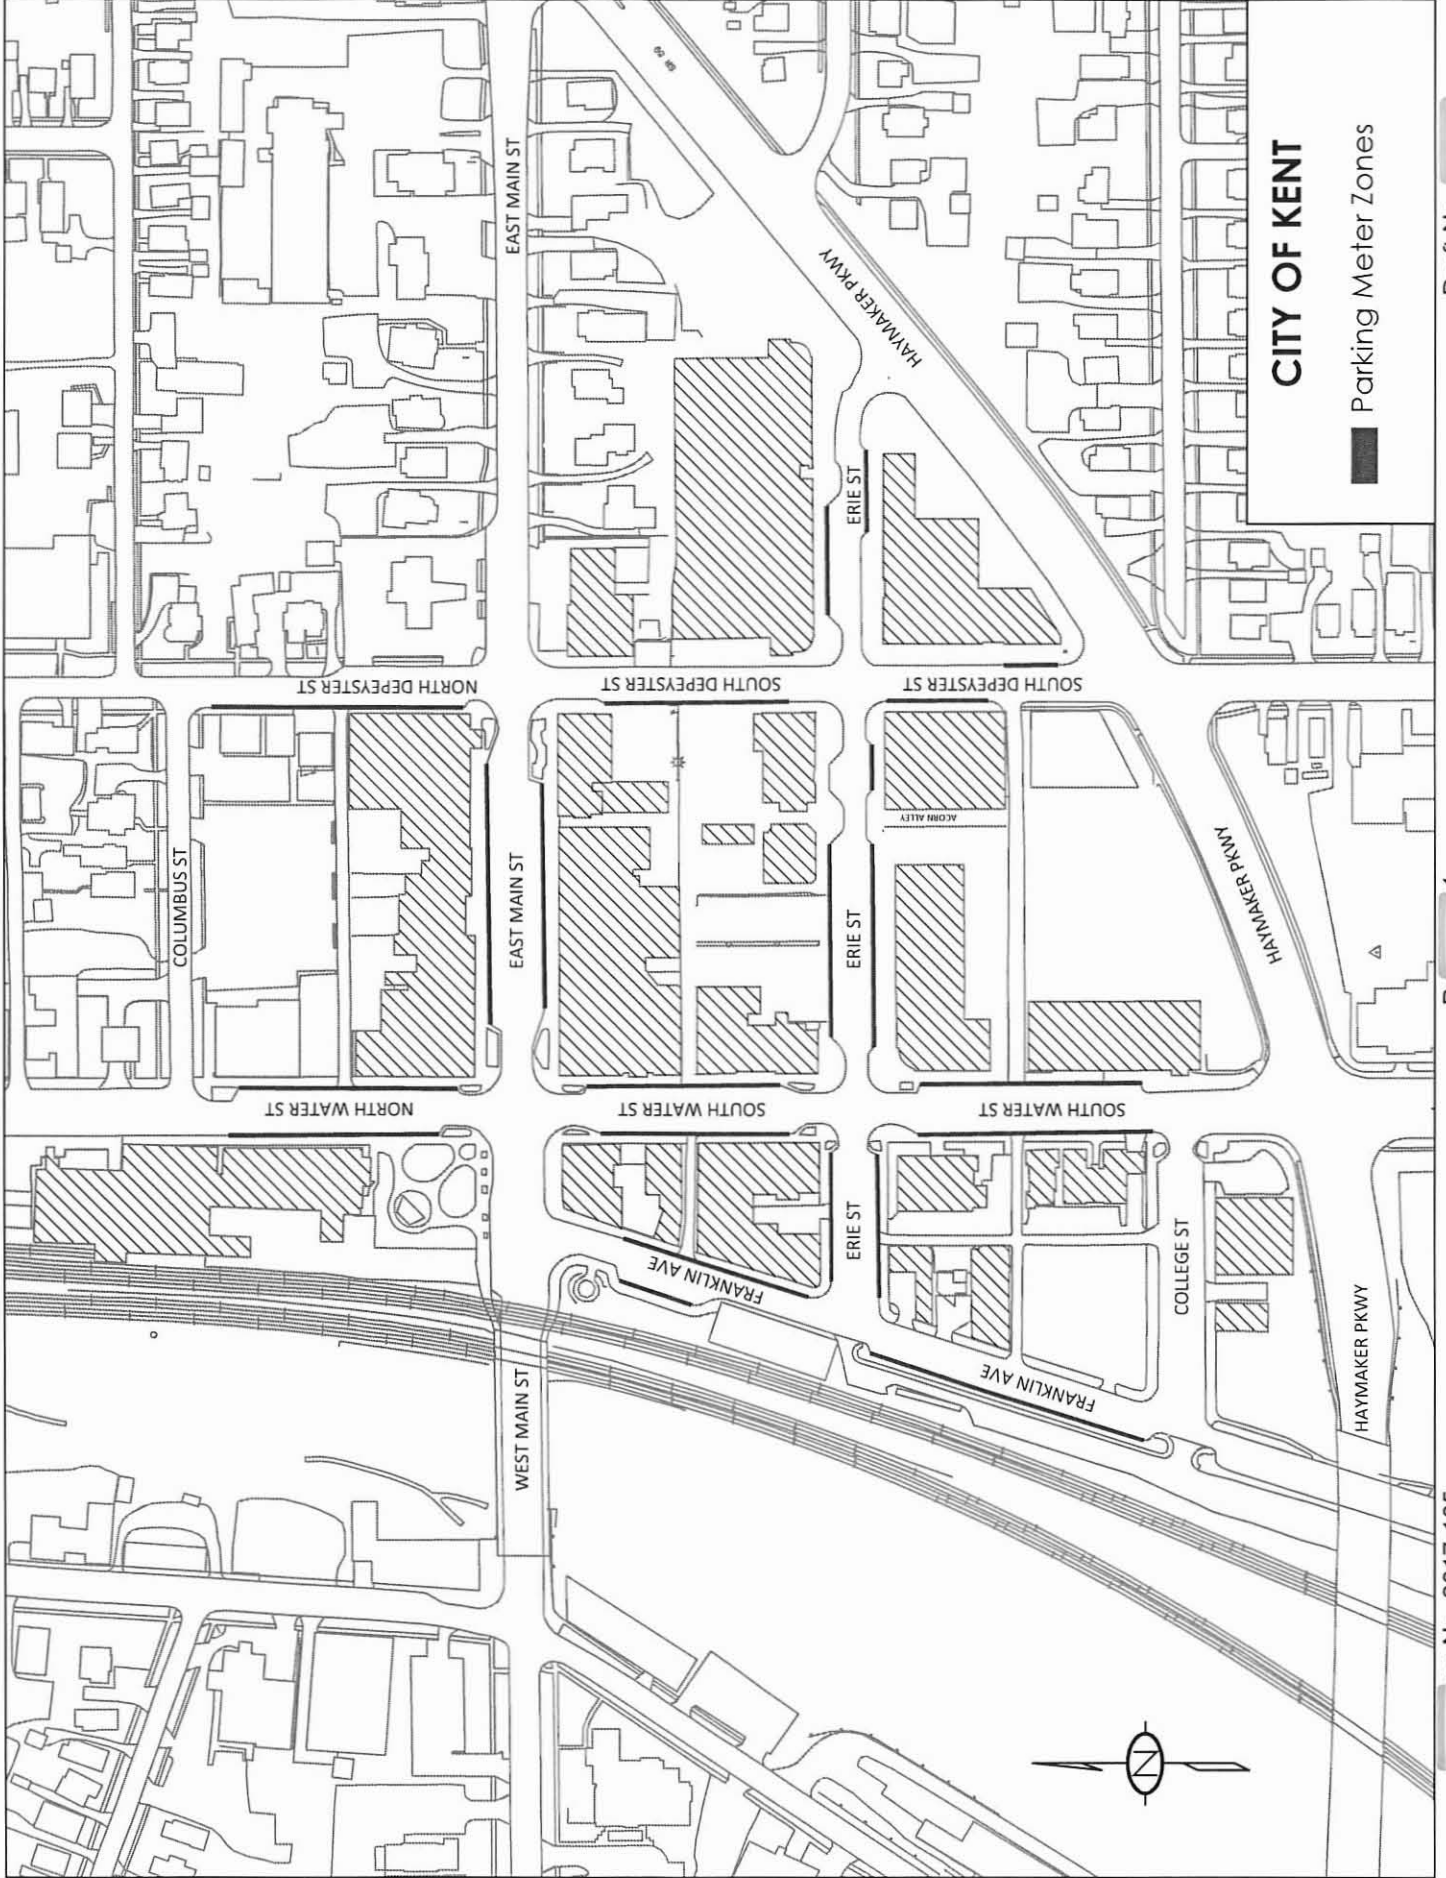 SR 59
EAST MAIN ST
HAYMAKER PKWY
CITY OF KENT
Parking Meter Zones
ERIE ST
NORTH DEPEYSTER ST
SOUTH DEPEYSTER ST
SOUTH DEPEYSTER ST
COLUMBUS ST
EAST MAIN ST
ACORN ALLEY
ERIE ST
HAYMAKER PKWY
NORTH WATER ST
SOUTH WATER ST
SOUTH WATER ST
FRANKLIN AVE
ERIE ST
COLLEGE ST
FRANKLIN AVE
HAYMAKER PKWY
WEST MAIN ST
N